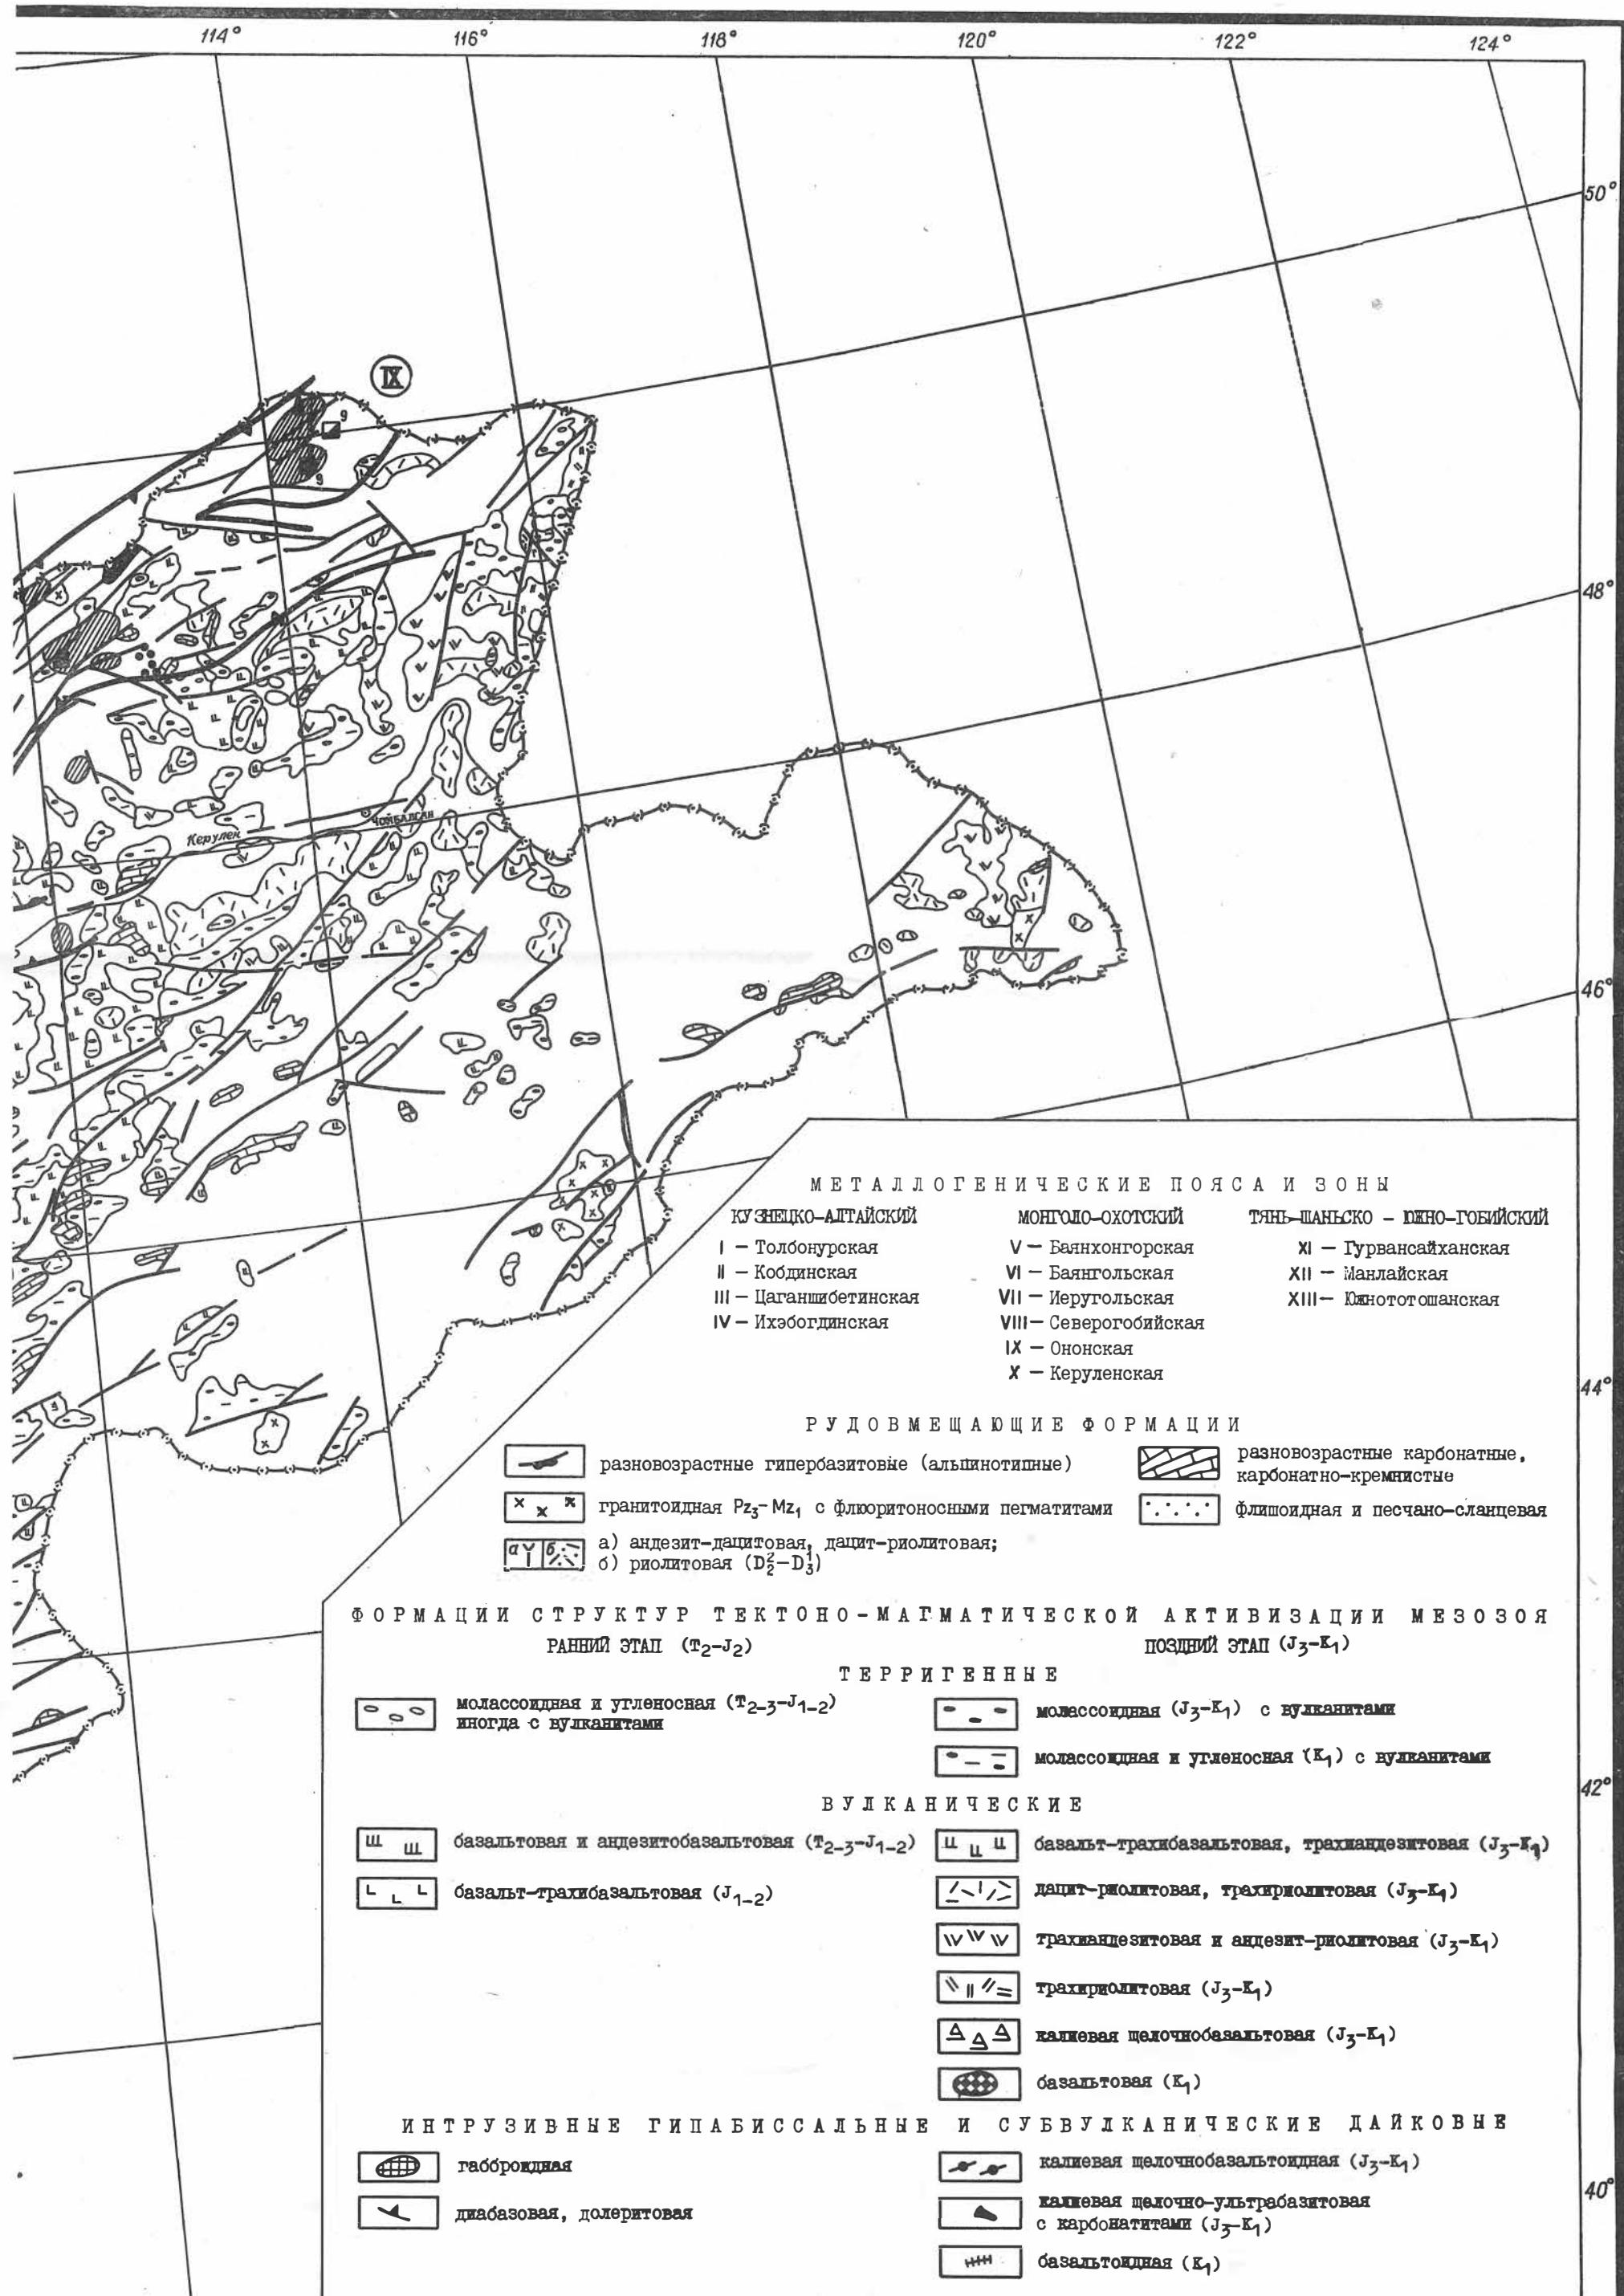 114° 116° 118° 120° 122° 124°
50°
IX
9
9
48°
Керулен
ЧОЙБАЛСАН
46°
МЕТАЛЛОГЕНИЧЕСКИЕ ПОЯСА И ЗОНЫ
КУЗНЕЦКО-АЛТАЙСКИЙ
I – Толбонурская
II – Кобдинская
III – Цаганшибетинская
IV – Ихэбогдинская
МОНГОЛО-ОХОТСКИЙ
V – Баянхонгорская
VI – Баянгольская
VII – Иеругольская
VIII – Северогобийская
IX – Ононская
X – Керуленская
ТЯНЬ-ШАНЬСКО – ЮЖНО-ГОБИЙСКИЙ
XI – Гурвансайханская
XII – Манлайская
XIII – Южнототошанская
44°
РУДОВМЕЩАЮЩИЕ ФОРМАЦИИ
разновозрастные гипербазитовые (альпинотипные)
гранитоидная Pz₃-Mz₁ с флюоритоносными пегматитами
а б
а) андезит-дацитовая, дацит-риолитовая;
б) риолитовая (D₂²-D₃¹)
разновозрастные карбонатные,
карбонатно-кремнистые
флишоидная и песчано-сланцевая
ФОРМАЦИИ СТРУКТУР ТЕКТОНО-МАГМАТИЧЕСКОЙ АКТИВИЗАЦИИ МЕЗОЗОЯ
РАННИЙ ЭТАП (T₂-J₂)
ПОЗДНИЙ ЭТАП (J₃-K₁)
ТЕРРИГЕННЫЕ
молассоидная и угленосная (T₂₋₃-J₁₋₂)
иногда с вулканитами
молассоидная (J₃-K₁) с вулканитами
молассоидная и угленосная (K₁) с вулканитами
42°
ВУЛКАНИЧЕСКИЕ
базальтовая и андезитобазальтовая (T₂₋₃-J₁₋₂)
базальт-трахибазальтовая (J₁₋₂)
базальт-трахибазальтовая, трахиандезитовая (J₃-K₁)
дацит-риолитовая, трахириолитовая (J₃-K₁)
трахиандезитовая и андезит-риолитовая (J₃-K₁)
трахириолитовая (J₃-K₁)
калиевая щелочнобазальтовая (J₃-K₁)
базальтовая (K₁)
ИНТРУЗИВНЫЕ ГИПАБИССАЛЬНЫЕ И СУБВУЛКАНИЧЕСКИЕ ДАЙКОВЫЕ
габброидная
диабазовая, долеритовая
калиевая щелочнобазальтоидная (J₃-K₁)
калиевая щелочно-ультрабазитовая
с карбонатитами (J₃-K₁)
базальтоидная (K₁)
40°